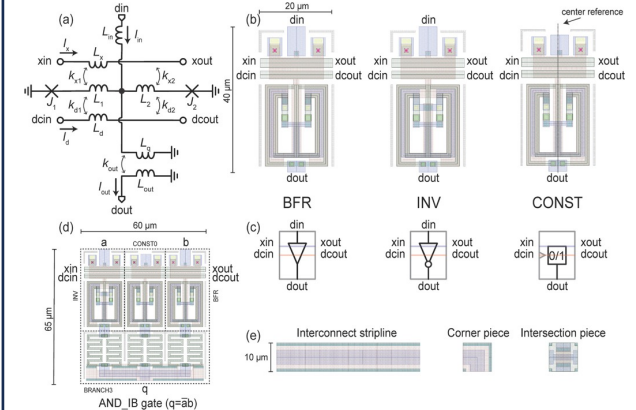 (a)
din
L_in
I_in
I_x
L_x
xin
xout
k_x1
k_x2
J_1
L_1
L_2
J_2
k_d1
k_d2
dcin
dcout
I_d
L_d
L_q
k_out
I_out
L_out
dout
20 μm
(b)
40 μm
din
xin
xout
dcin
dcout
dout
BFR
din
xin
xout
dcin
dcout
dout
INV
center reference
xin
xout
dcin
dcout
dout
CONST
(c)
din
xin
xout
dcin
dcout
dout
din
xin
xout
dcin
dcout
dout
xin
xout
dcin
dcout
0/1
dout
(d)
60 μm
65 μm
a
CONST0
b
xin
xout
dcin
dcout
INV
BFR
BRANCH3
q
AND_IB gate (q=a̅b)
(e)
Interconnect stripline
Corner piece
Intersection piece
10 μm